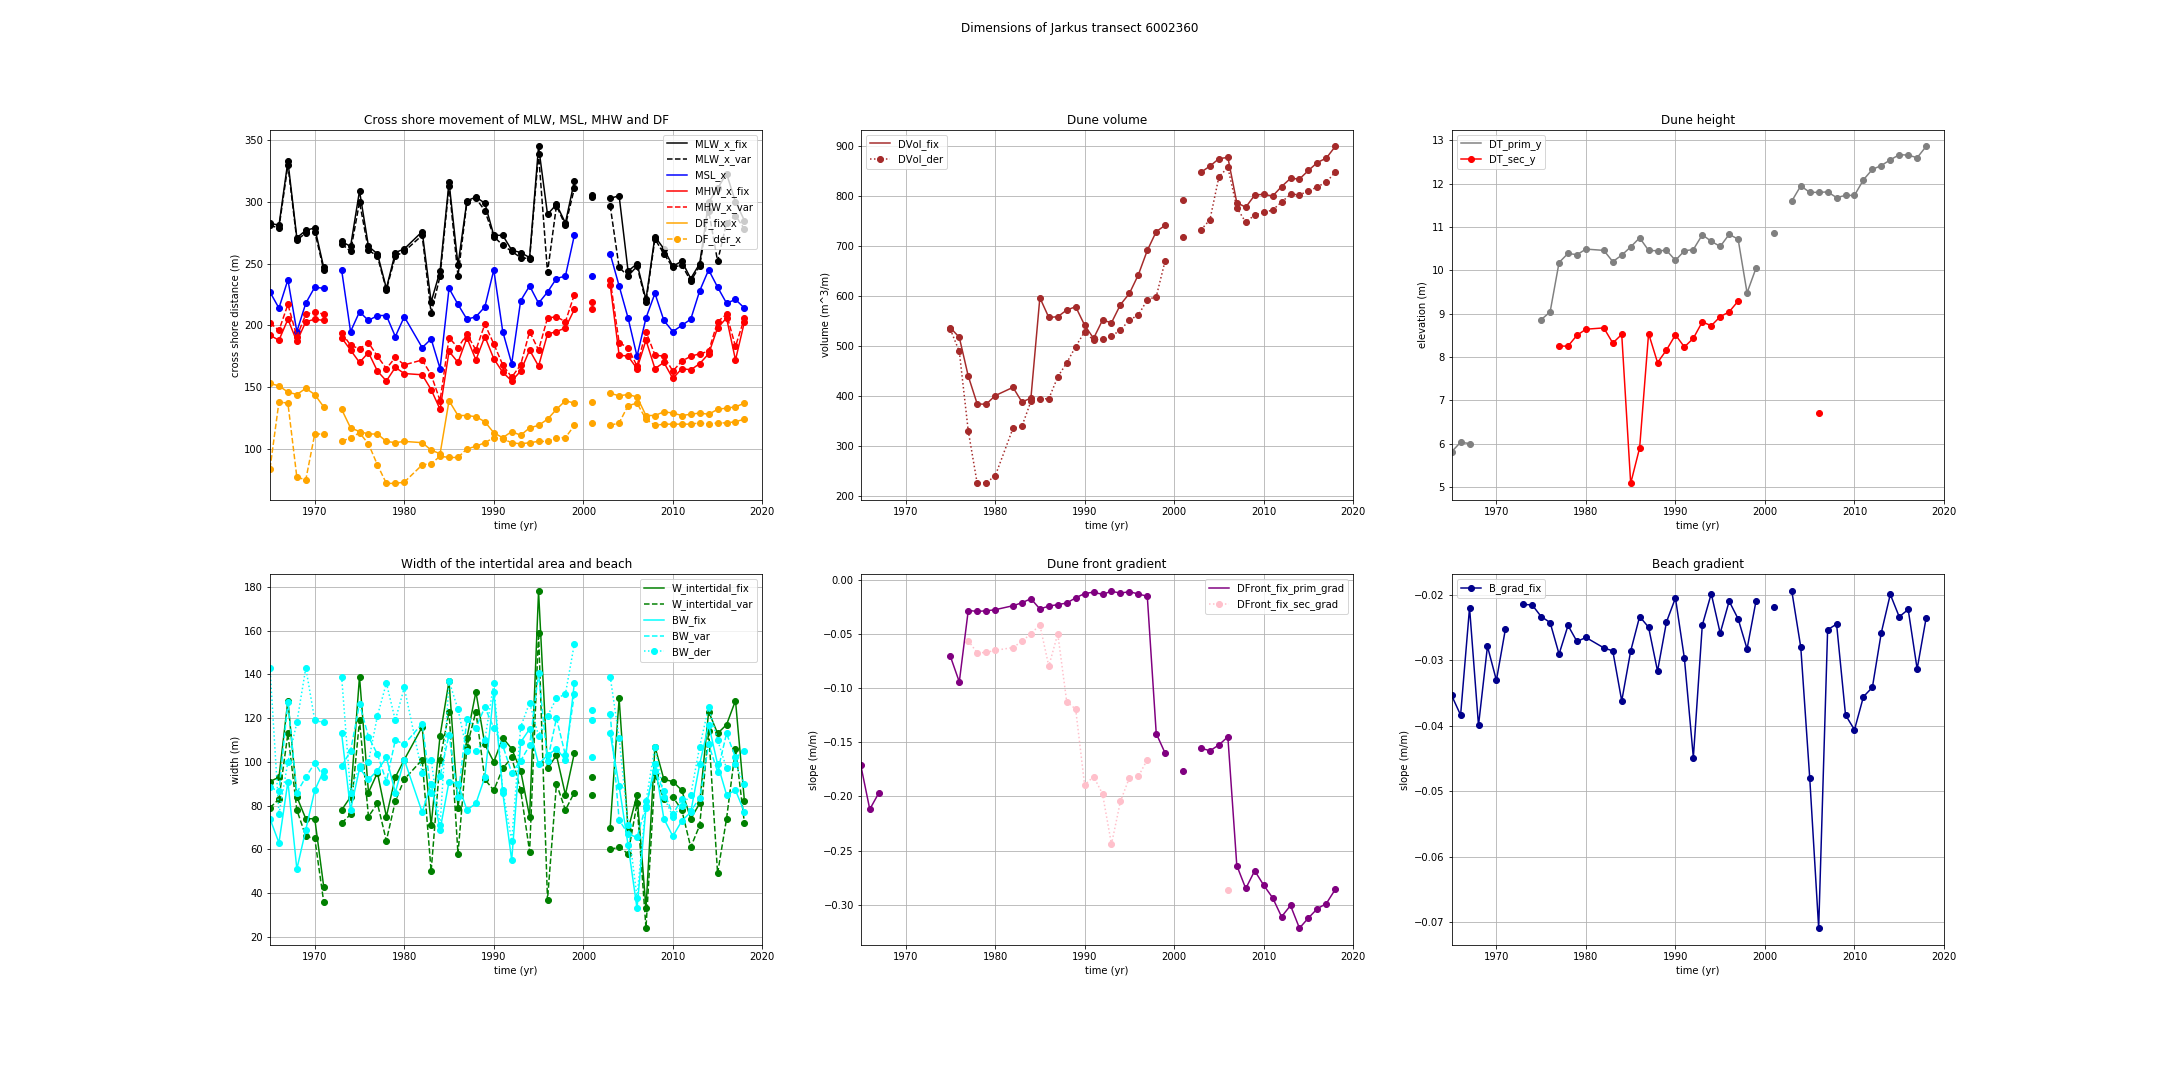 Dimensions of Jarkus transect 6002360
Cross shore movement of MLW, MSL, MHW and DF
cross shore distance (m)
350
300
250
200
150
100
MLW_x_fix
MLW_x_var
MSL_x
MHW_x_fix
MHW_x_var
DF_fix_x
DF_der_x
1970 1980 1990 2000 2010 2020
time (yr)
Dune volume
volume (m^3/m)
900
800
700
600
500
400
300
200
DVol_fix
DVol_der
1970 1980 1990 2000 2010 2020
time (yr)
Dune height
elevation (m)
13
12
11
10
9
8
7
6
5
DT_prim_y
DT_sec_y
1970 1980 1990 2000 2010 2020
time (yr)
Width of the intertidal area and beach
width (m)
180
160
140
120
100
80
60
40
20
W_intertidal_fix
W_intertidal_var
BW_fix
BW_var
BW_der
1970 1980 1990 2000 2010 2020
time (yr)
Dune front gradient
slope (m/m)
0.00
−0.05
−0.10
−0.15
−0.20
−0.25
−0.30
DFront_fix_prim_grad
DFront_fix_sec_grad
1970 1980 1990 2000 2010 2020
time (yr)
Beach gradient
slope (m/m)
−0.02
−0.03
−0.04
−0.05
−0.06
−0.07
B_grad_fix
1970 1980 1990 2000 2010 2020
time (yr)